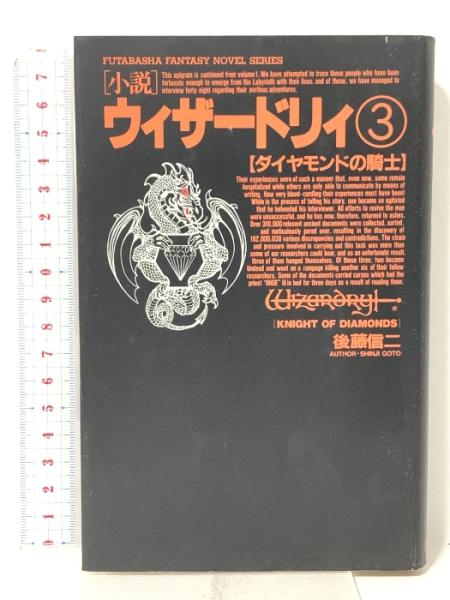 FUTABASHA FANTASY NOVEL SERIES
[小説]
This epigram is continued from volume I. We have attempted to trace those people who have been
fortunate enough to emerge from the Labyrinth with their lives, and of those, we have managed to
interview forty eight regarding their perilous adventures.
ウィザードリィ③
【ダイヤモンドの騎士】
Their experiences were of such a manner that, even now, some remain
hospitalized while others are only able to communicate by means of
writing. How very blood-curdling their experiences must have been!
While in the process of telling his story, one became so agitated
that he beheaded his interviewer. All efforts to revive the man
were unsuccessful and he has now, therefore, returned to ashes.
Over 310,000 relevant second documents were collected, sorted,
and meticulously pored over, resulting in the discovery of
182,000,038 various discrepencies and contradictions. The strain
and pressure involved in carrying out this task was more than
some of our researchers could bear, and as an unfortunate result,
three of them hanged themselves. Of those three, two became
Undead and went on a rampage killing another six of their fellow
researchers. Some of the documents carried curses which had the
priest "OHDE" ill in bed for three days as a result of reading them.
Wizardry
®
[KNIGHT OF DIAMONDS]
後藤信二
AUTHOR・SHINJI GOTO